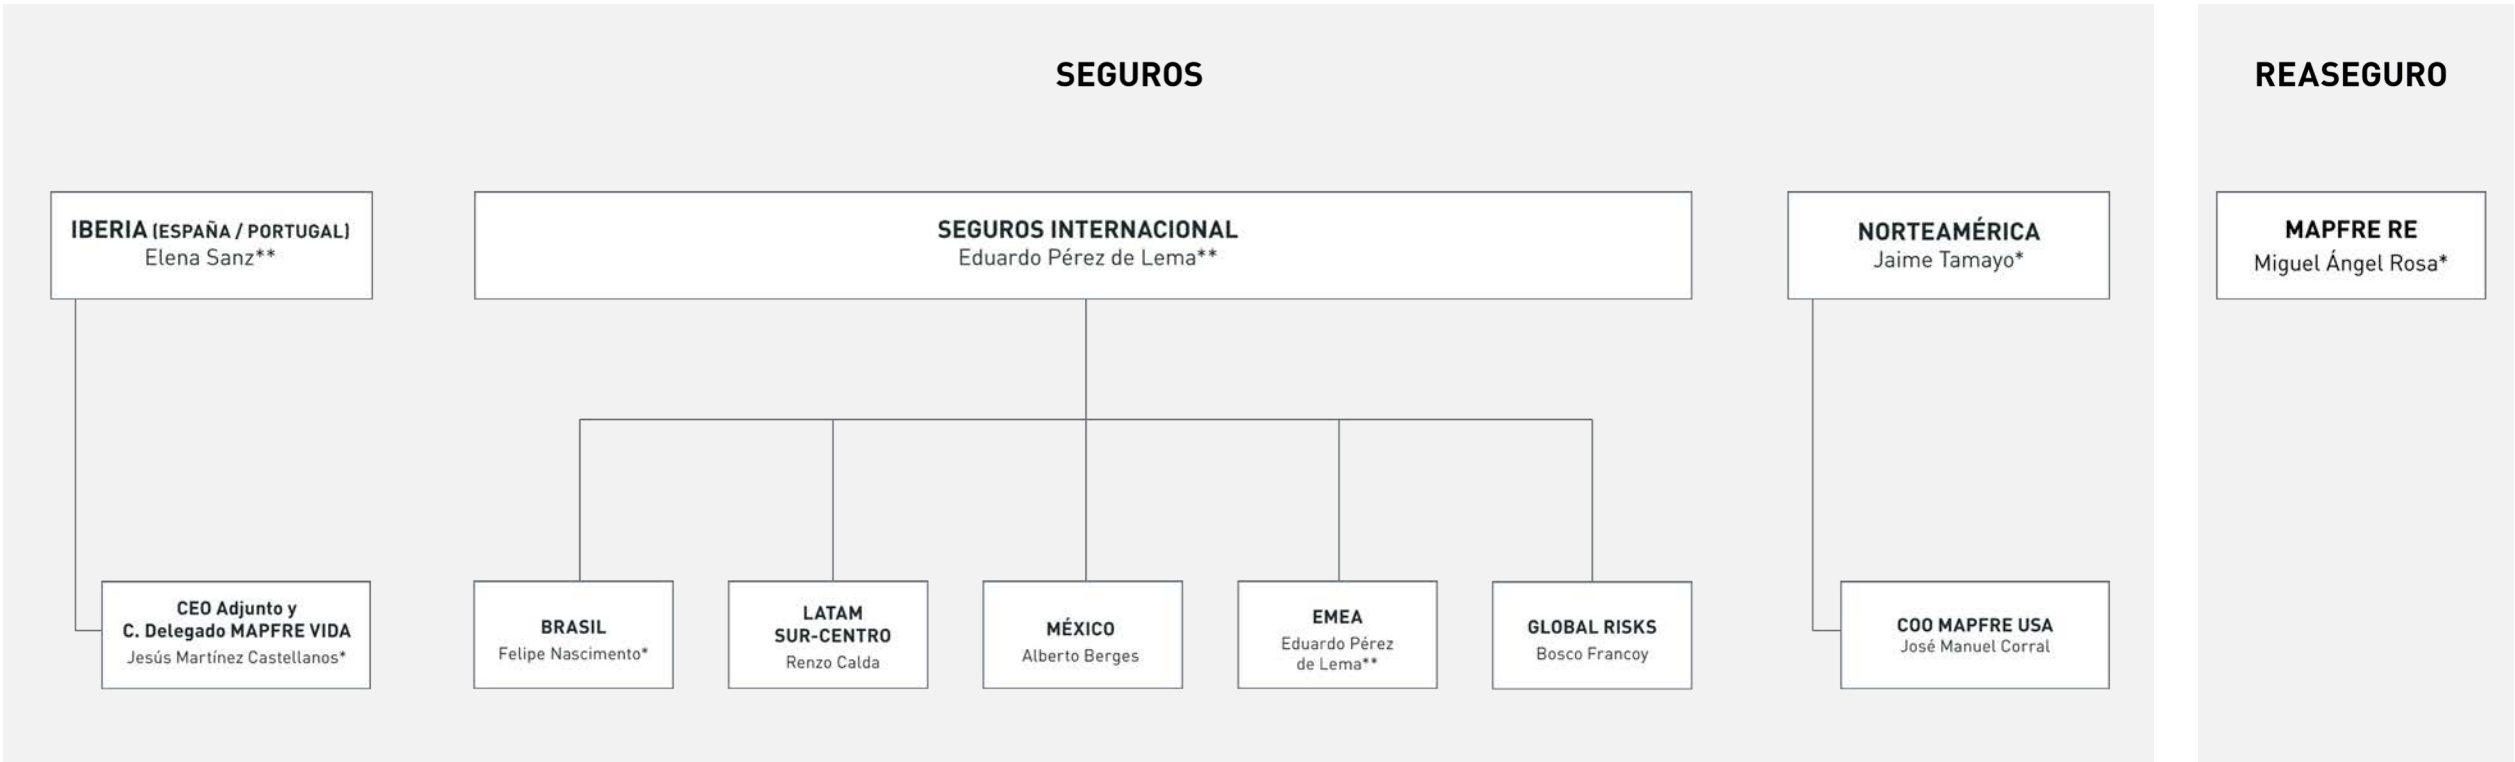 SEGUROS
REASEGURO
IBERIA (ESPAÑA / PORTUGAL)
Elena Sanz**
SEGUROS INTERNACIONAL
Eduardo Pérez de Lema**
NORTEAMÉRICA
Jaime Tamayo*
MAPFRE RE
Miguel Ángel Rosa*
CEO Adjunto y
C. Delegado MAPFRE VIDA
Jesús Martínez Castellanos*
BRASIL
Felipe Nascimento*
LATAM
SUR-CENTRO
Renzo Calda
MÉXICO
Alberto Berges
EMEA
Eduardo Pérez
de Lema**
GLOBAL RISKS
Bosco Francoy
COO MAPFRE USA
José Manuel Corral